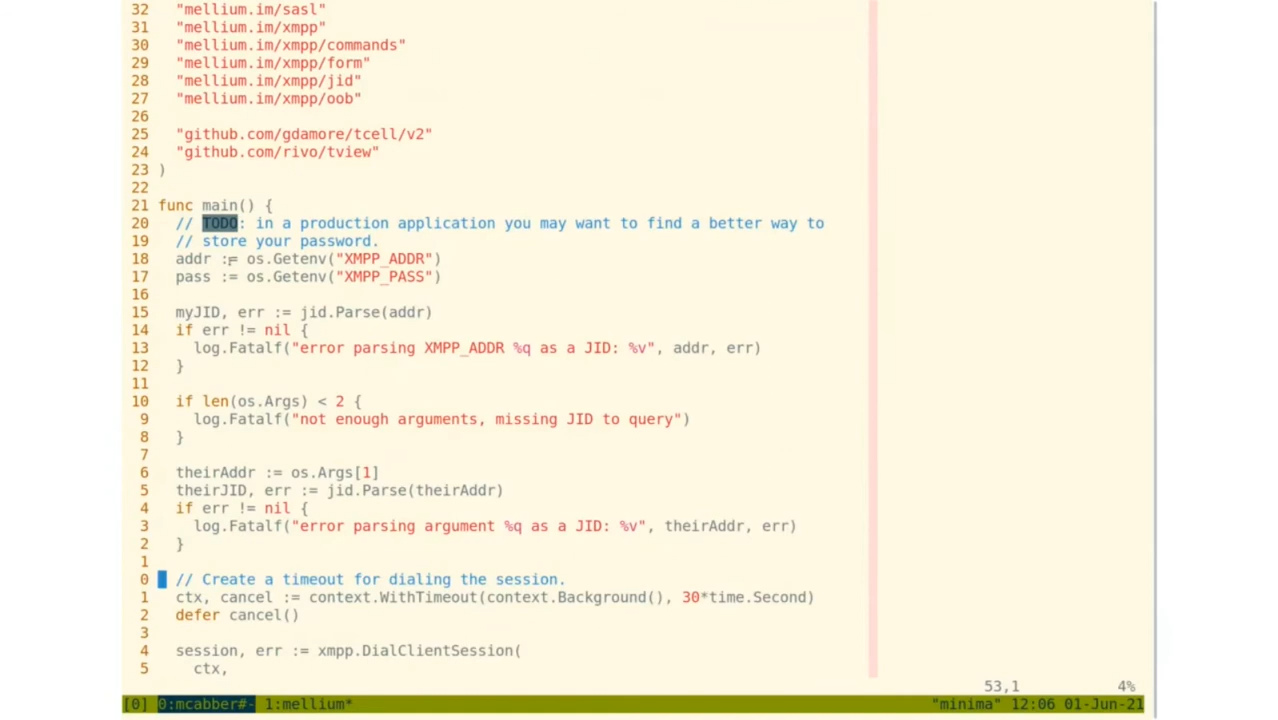 32   "mellium.im/sasl"
31   "mellium.im/xmpp"
30   "mellium.im/xmpp/commands"
29   "mellium.im/xmpp/form"
28   "mellium.im/xmpp/jid"
27   "mellium.im/xmpp/oob"
26
25   "github.com/gdamore/tcell/v2"
24   "github.com/rivo/tview"
23 )
22
21 func main() {
20   // TODO: in a production application you may want to find a better way to
19   // store your password.
18   addr := os.Getenv("XMPP_ADDR")
17   pass := os.Getenv("XMPP_PASS")
16
15   myJID, err := jid.Parse(addr)
14   if err != nil {
13     log.Fatalf("error parsing XMPP_ADDR %q as a JID: %v", addr, err)
12   }
11
10   if len(os.Args) < 2 {
9     log.Fatalf("not enough arguments, missing JID to query")
8   }
7
6   theirAddr := os.Args[1]
5   theirJID, err := jid.Parse(theirAddr)
4   if err != nil {
3     log.Fatalf("error parsing argument %q as a JID: %v", theirAddr, err)
2   }
1
0   // Create a timeout for dialing the session.
1   ctx, cancel := context.WithTimeout(context.Background(), 30*time.Second)
2   defer cancel()
3
4   session, err := xmpp.DialClientSession(
5     ctx,
53,1 4%
[0] 0:mcabber#- 1:mellium* "minima" 12:06 01-Jun-21